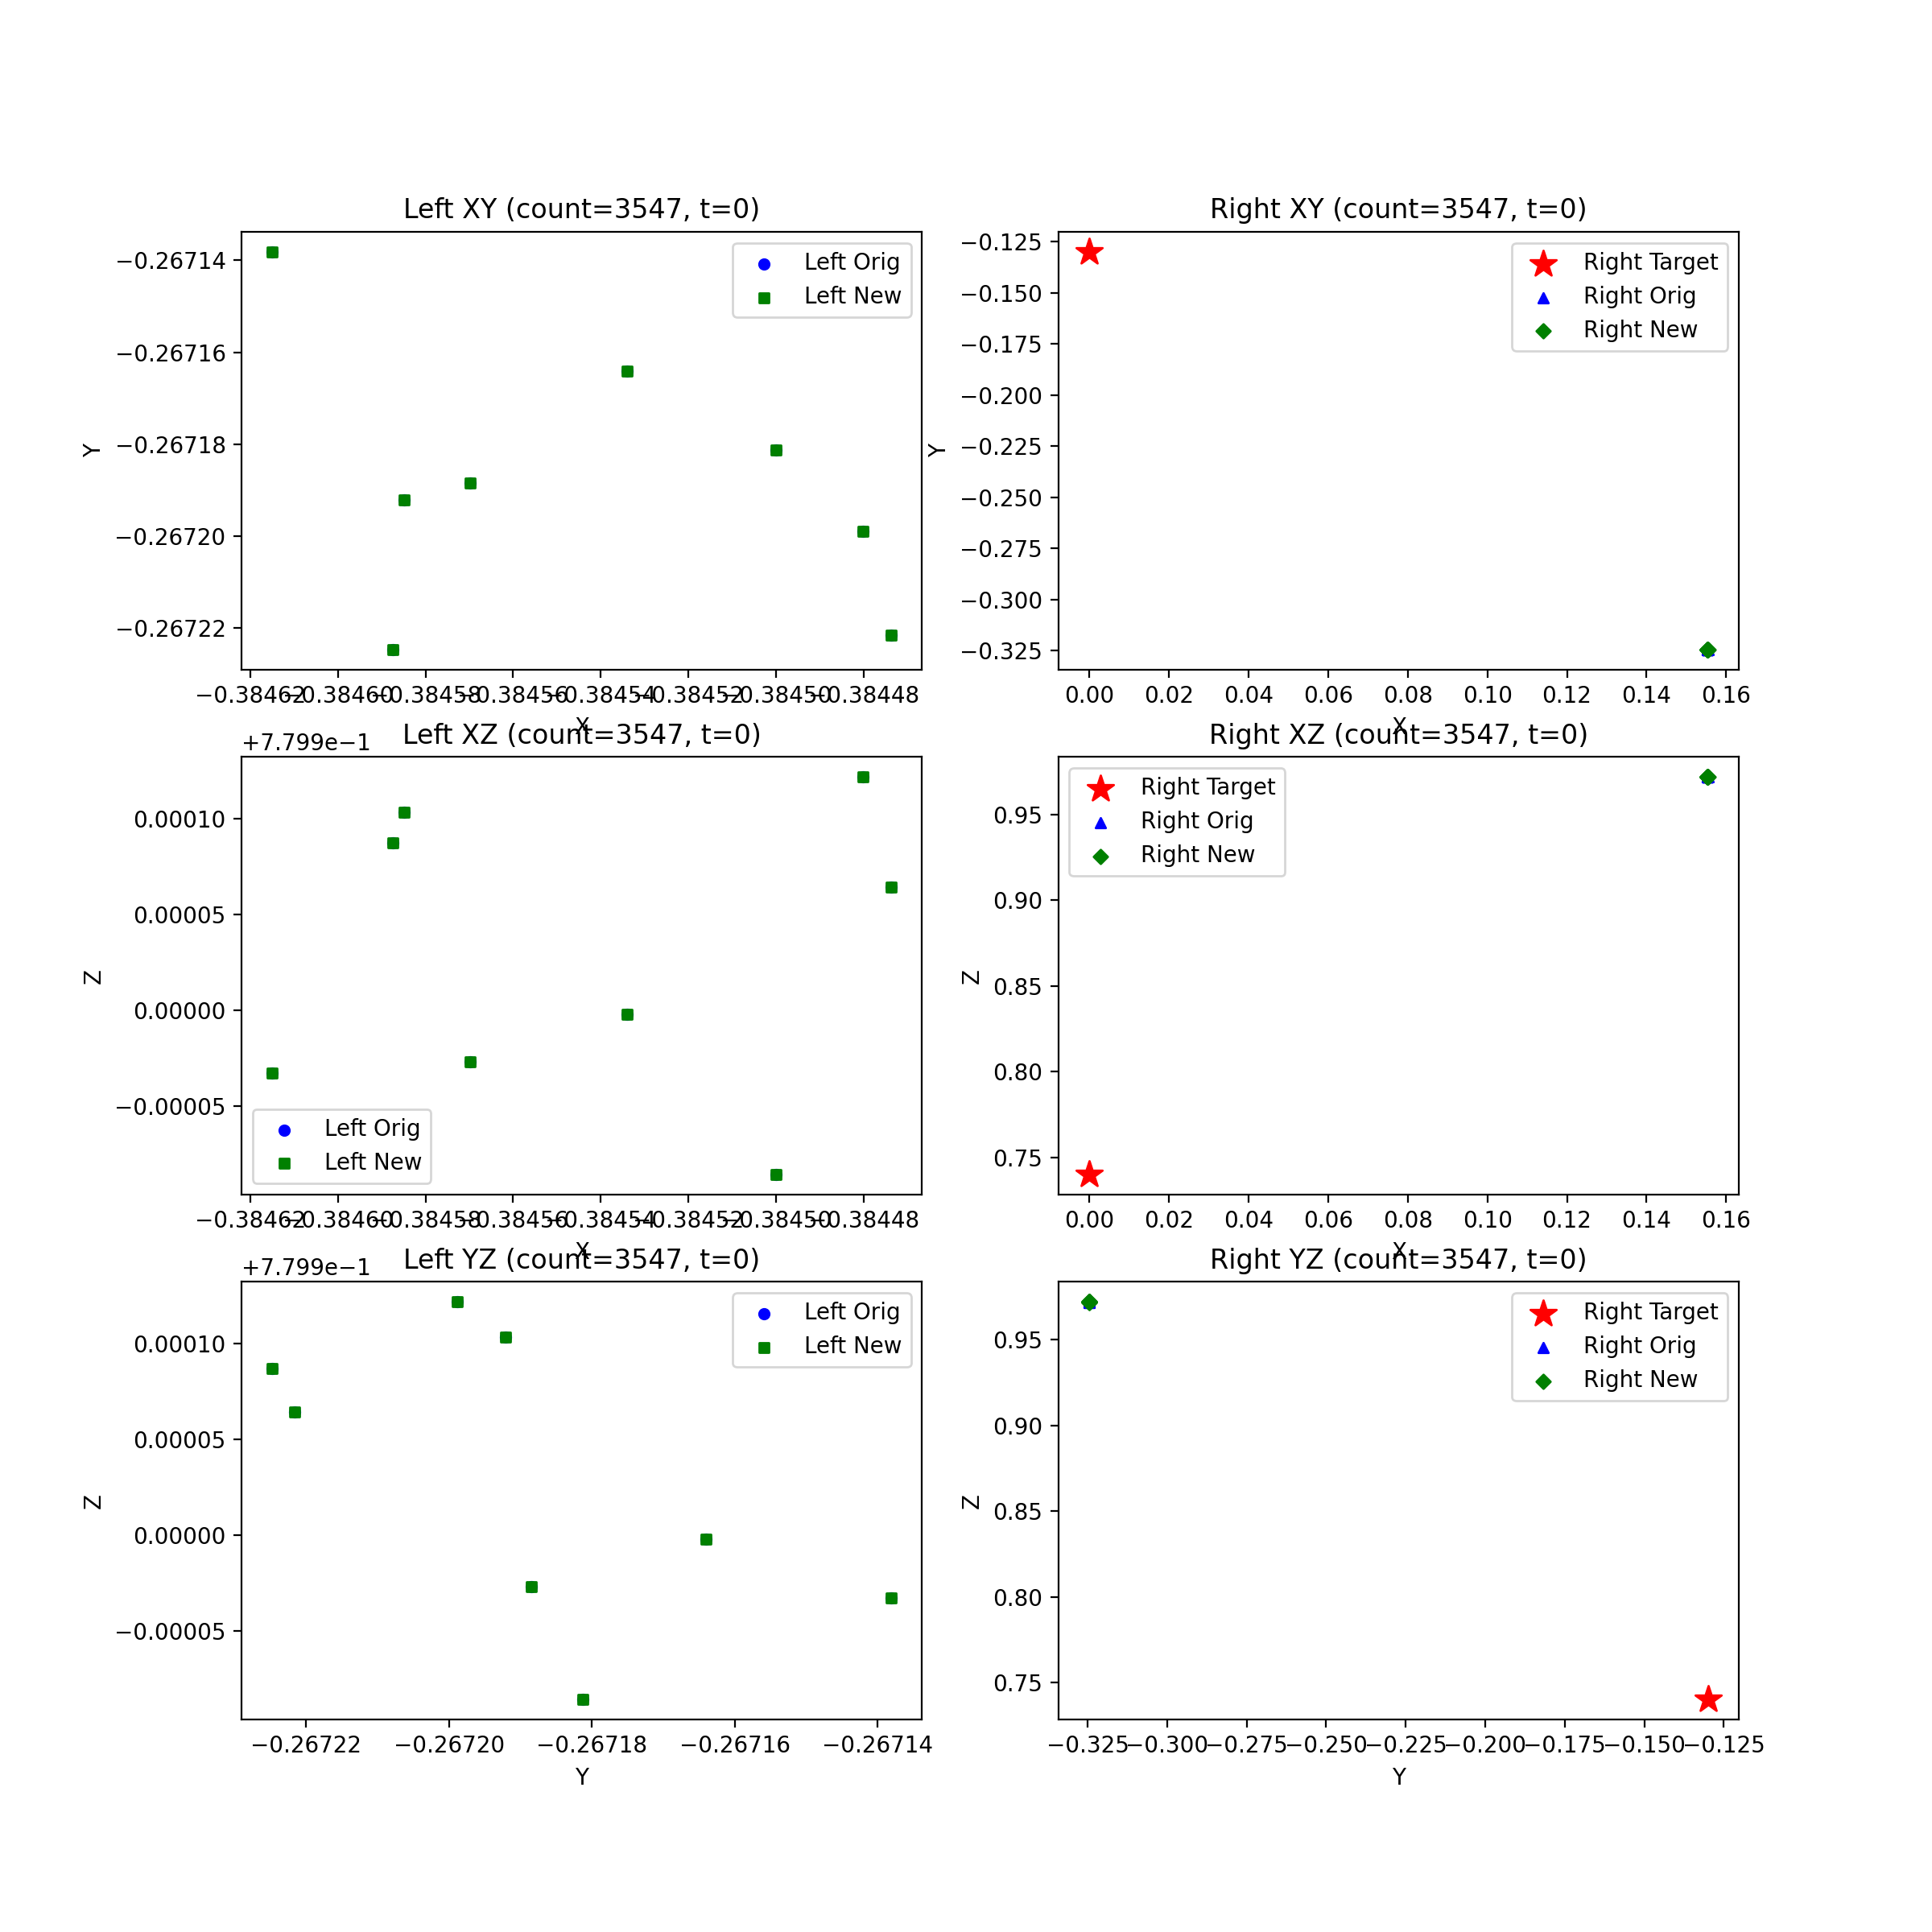 Left XY (count=3547, t=0)
Right XY (count=3547, t=0)
−0.26714
−0.26716
−0.26718
−0.26720
−0.26722
Y
Left Orig
Left New
−0.38462
−0.38460
−0.38458
−0.38456
−0.38454
−0.38452
−0.38450
−0.38448
X
−0.125
−0.150
−0.175
−0.200
−0.225
−0.250
−0.275
−0.300
−0.325
Y
Right Target
Right Orig
Right New
0.00
0.02
0.04
0.06
0.08
0.10
0.12
0.14
0.16
X
+7.799e−1
Left XZ (count=3547, t=0)
Right XZ (count=3547, t=0)
0.00010
0.00005
0.00000
−0.00005
Z
Left Orig
Left New
−0.38462
−0.38460
−0.38458
−0.38456
−0.38454
−0.38452
−0.38450
−0.38448
X
0.95
0.90
0.85
0.80
0.75
Z
Right Target
Right Orig
Right New
0.00
0.02
0.04
0.06
0.08
0.10
0.12
0.14
0.16
X
+7.799e−1
Left YZ (count=3547, t=0)
Right YZ (count=3547, t=0)
0.00010
0.00005
0.00000
−0.00005
Z
Left Orig
Left New
−0.26722
−0.26720
−0.26718
−0.26716
−0.26714
Y
0.95
0.90
0.85
0.80
0.75
Z
Right Target
Right Orig
Right New
−0.325
−0.300
−0.275
−0.250
−0.225
−0.200
−0.175
−0.150
−0.125
Y